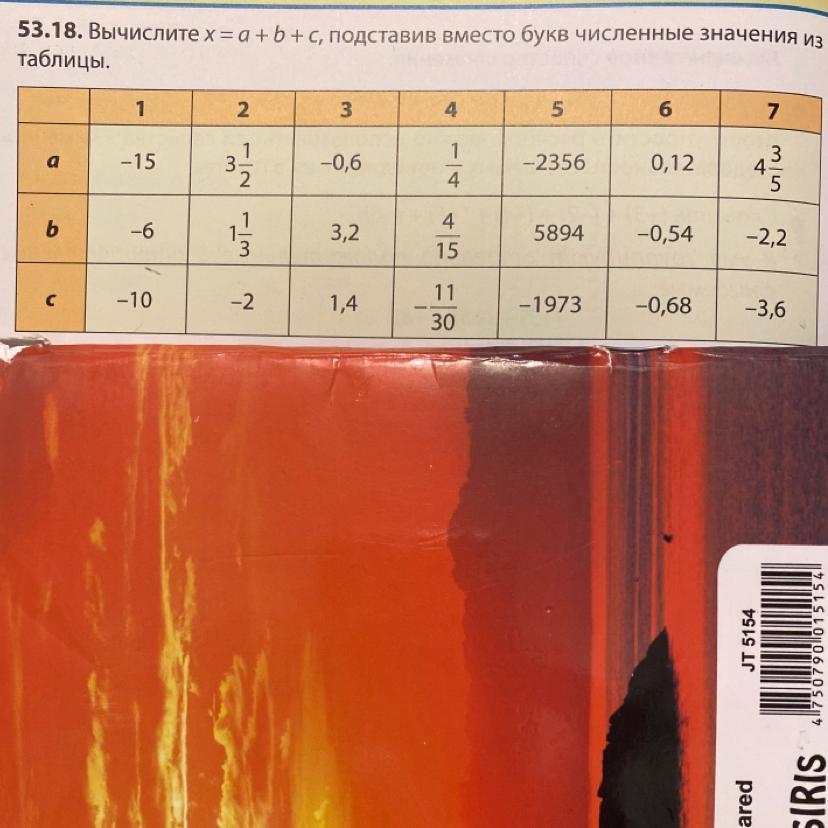 53.18. Вычислите x = a + b + c, подставив вместо букв численные значения из
таблицы.
1 2 3 4 5 6 7
a −15 3 1/2 −0,6 1/4 −2356 0,12 4 3/5
b −6 1 1/3 3,2 4/15 5894 −0,54 −2,2
c −10 −2 1,4 −11/30 −1973 −0,68 −3,6
JT 5154
4 750790 015154
ared
SIRIS